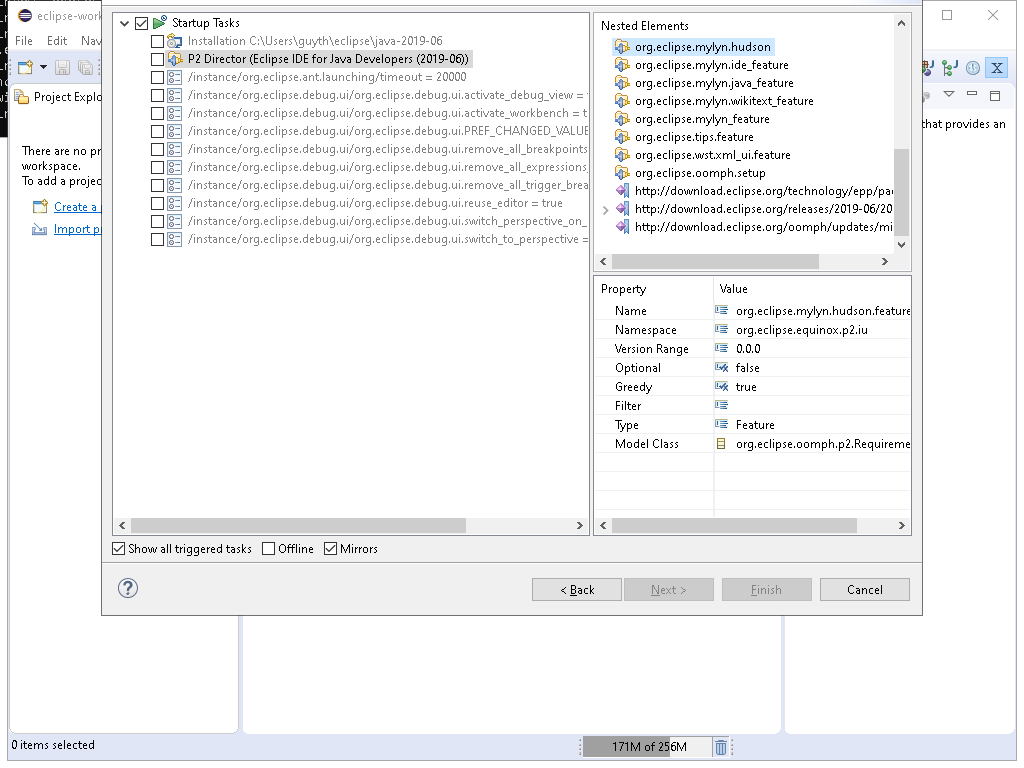 eclipse-work
File Edit Nav
Project Explo
There are no pr
workspace.
To add a projec
Create a
Import pr
Startup Tasks
Installation C:\Users\guyth\eclipse\java-2019-06
P2 Director (Eclipse IDE for Java Developers (2019-06))
/instance/org.eclipse.ant.launching/timeout = 20000
/instance/org.eclipse.debug.ui/org.eclipse.debug.ui.activate_debug_view =
/instance/org.eclipse.debug.ui/org.eclipse.debug.ui.activate_workbench = t
/instance/org.eclipse.debug.ui/org.eclipse.debug.ui.PREF_CHANGED_VALUE
/instance/org.eclipse.debug.ui/org.eclipse.debug.ui.remove_all_breakpoints
/instance/org.eclipse.debug.ui/org.eclipse.debug.ui.remove_all_expressions
/instance/org.eclipse.debug.ui/org.eclipse.debug.ui.remove_all_trigger_brea
/instance/org.eclipse.debug.ui/org.eclipse.debug.ui.reuse_editor = true
/instance/org.eclipse.debug.ui/org.eclipse.debug.ui.switch_perspective_on_
/instance/org.eclipse.debug.ui/org.eclipse.debug.ui.switch_to_perspective =
Nested Elements
org.eclipse.mylyn.hudson
org.eclipse.mylyn.ide_feature
org.eclipse.mylyn.java_feature
org.eclipse.mylyn.wikitext_feature
org.eclipse.mylyn_feature
org.eclipse.tips.feature
org.eclipse.wst.xml_ui.feature
org.eclipse.oomph.setup
http://download.eclipse.org/technology/epp/pac
http://download.eclipse.org/releases/2019-06/20
http://download.eclipse.org/oomph/updates/mi
that provides an
Property Value
Name org.eclipse.mylyn.hudson.feature
Namespace org.eclipse.equinox.p2.iu
Version Range 0.0.0
Optional false
Greedy true
Filter
Type Feature
Model Class org.eclipse.oomph.p2.Requireme
Show all triggered tasks Offline Mirrors
< Back Next > Finish Cancel
0 items selected
171M of 256M